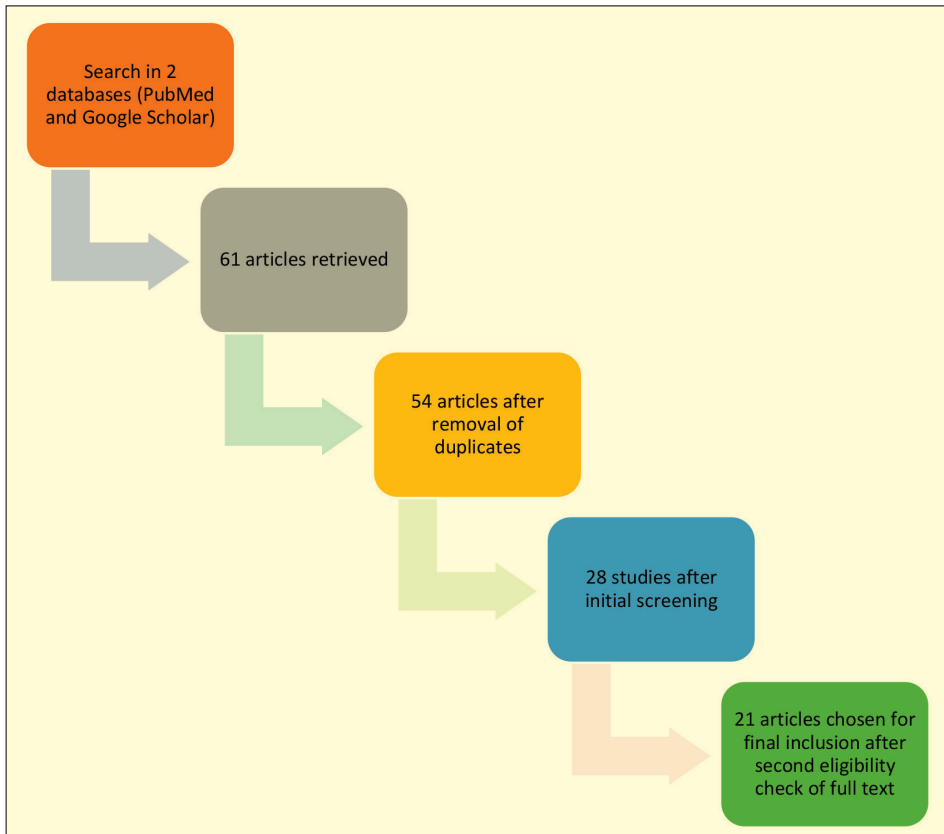 Search in 2
databases (PubMed
and Google Scholar)
61 articles retrieved
54 articles after
removal of
duplicates
28 studies after
initial screening
21 articles chosen for
final inclusion after
second eligibility
check of full text